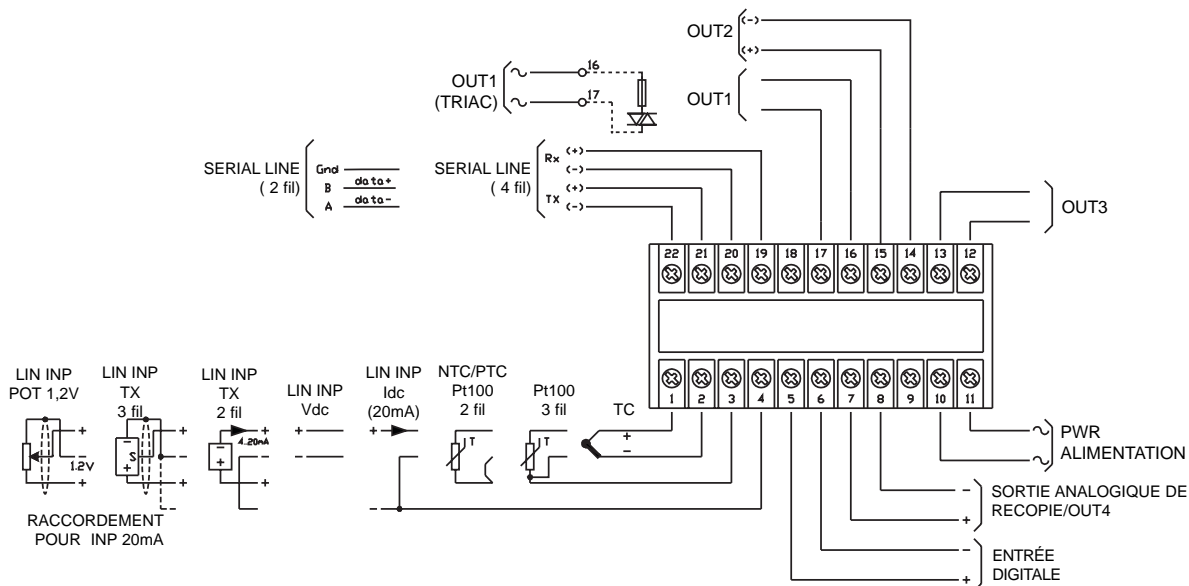 OUT2
(-)
(+)
OUT1
OUT1
(TRIAC)
16
17
SERIAL LINE
( 2 fil)
Gnd
B data+
A data-
SERIAL LINE
( 4 fil)
Rx (+)
(-)
TX (+)
(-)
OUT3
22 21 20 19 18 17 16 15 14 13 12
1 2 3 4 5 6 7 8 9 10 11
LIN INP
POT 1,2V
+
1.2V
+
LIN INP
TX
3 fil
-
S
+
+
-
+
-
LIN INP
TX
2 fil
-
+
4..20mA
+
-
+
-
LIN INP
Vdc
+
-
LIN INP
Idc
(20mA)
+
-
NTC/PTC
Pt100
2 fil
T
Pt100
3 fil
T
TC
+
-
RACCORDEMENT
POUR INP 20mA
PWR
ALIMENTATION
-
+
SORTIE ANALOGIQUE DE
RECOPIE/OUT4
-
+
ENTRÉE
DIGITALE